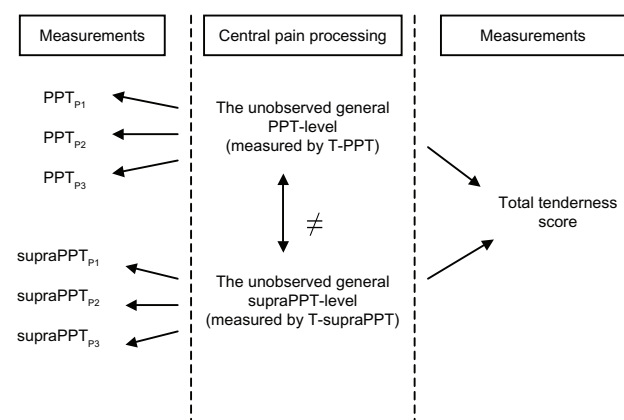 Measurements
Central pain processing
Measurements
PPTP1
PPTP2
PPTP3
The unobserved general
PPT-level
(measured by T-PPT)
≠
Total tenderness
score
supraPPTP1
supraPPTP2
supraPPTP3
The unobserved general
supraPPT-level
(measured by T-supraPPT)